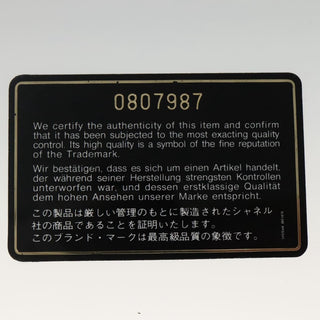 0807987
We certify the authenticity of this item and confirm
that it has been subjected to the most exacting quality
control. Its high quality is a symbol of the fine reputation
of the Trademark.
Wir bestätigen, dass es sich um einen Artikel handelt,
der während seiner Herstellung strengsten Kontrollen
unterworfen war, und dessen erstklassige Qualität
dem hohen Ansehen unserer Marke entspricht.
この製品は厳しい管理のもとに製造されたシャネル
社の商品であることを証明いたします。
このブランド・マークは最高級品質の象徴です。